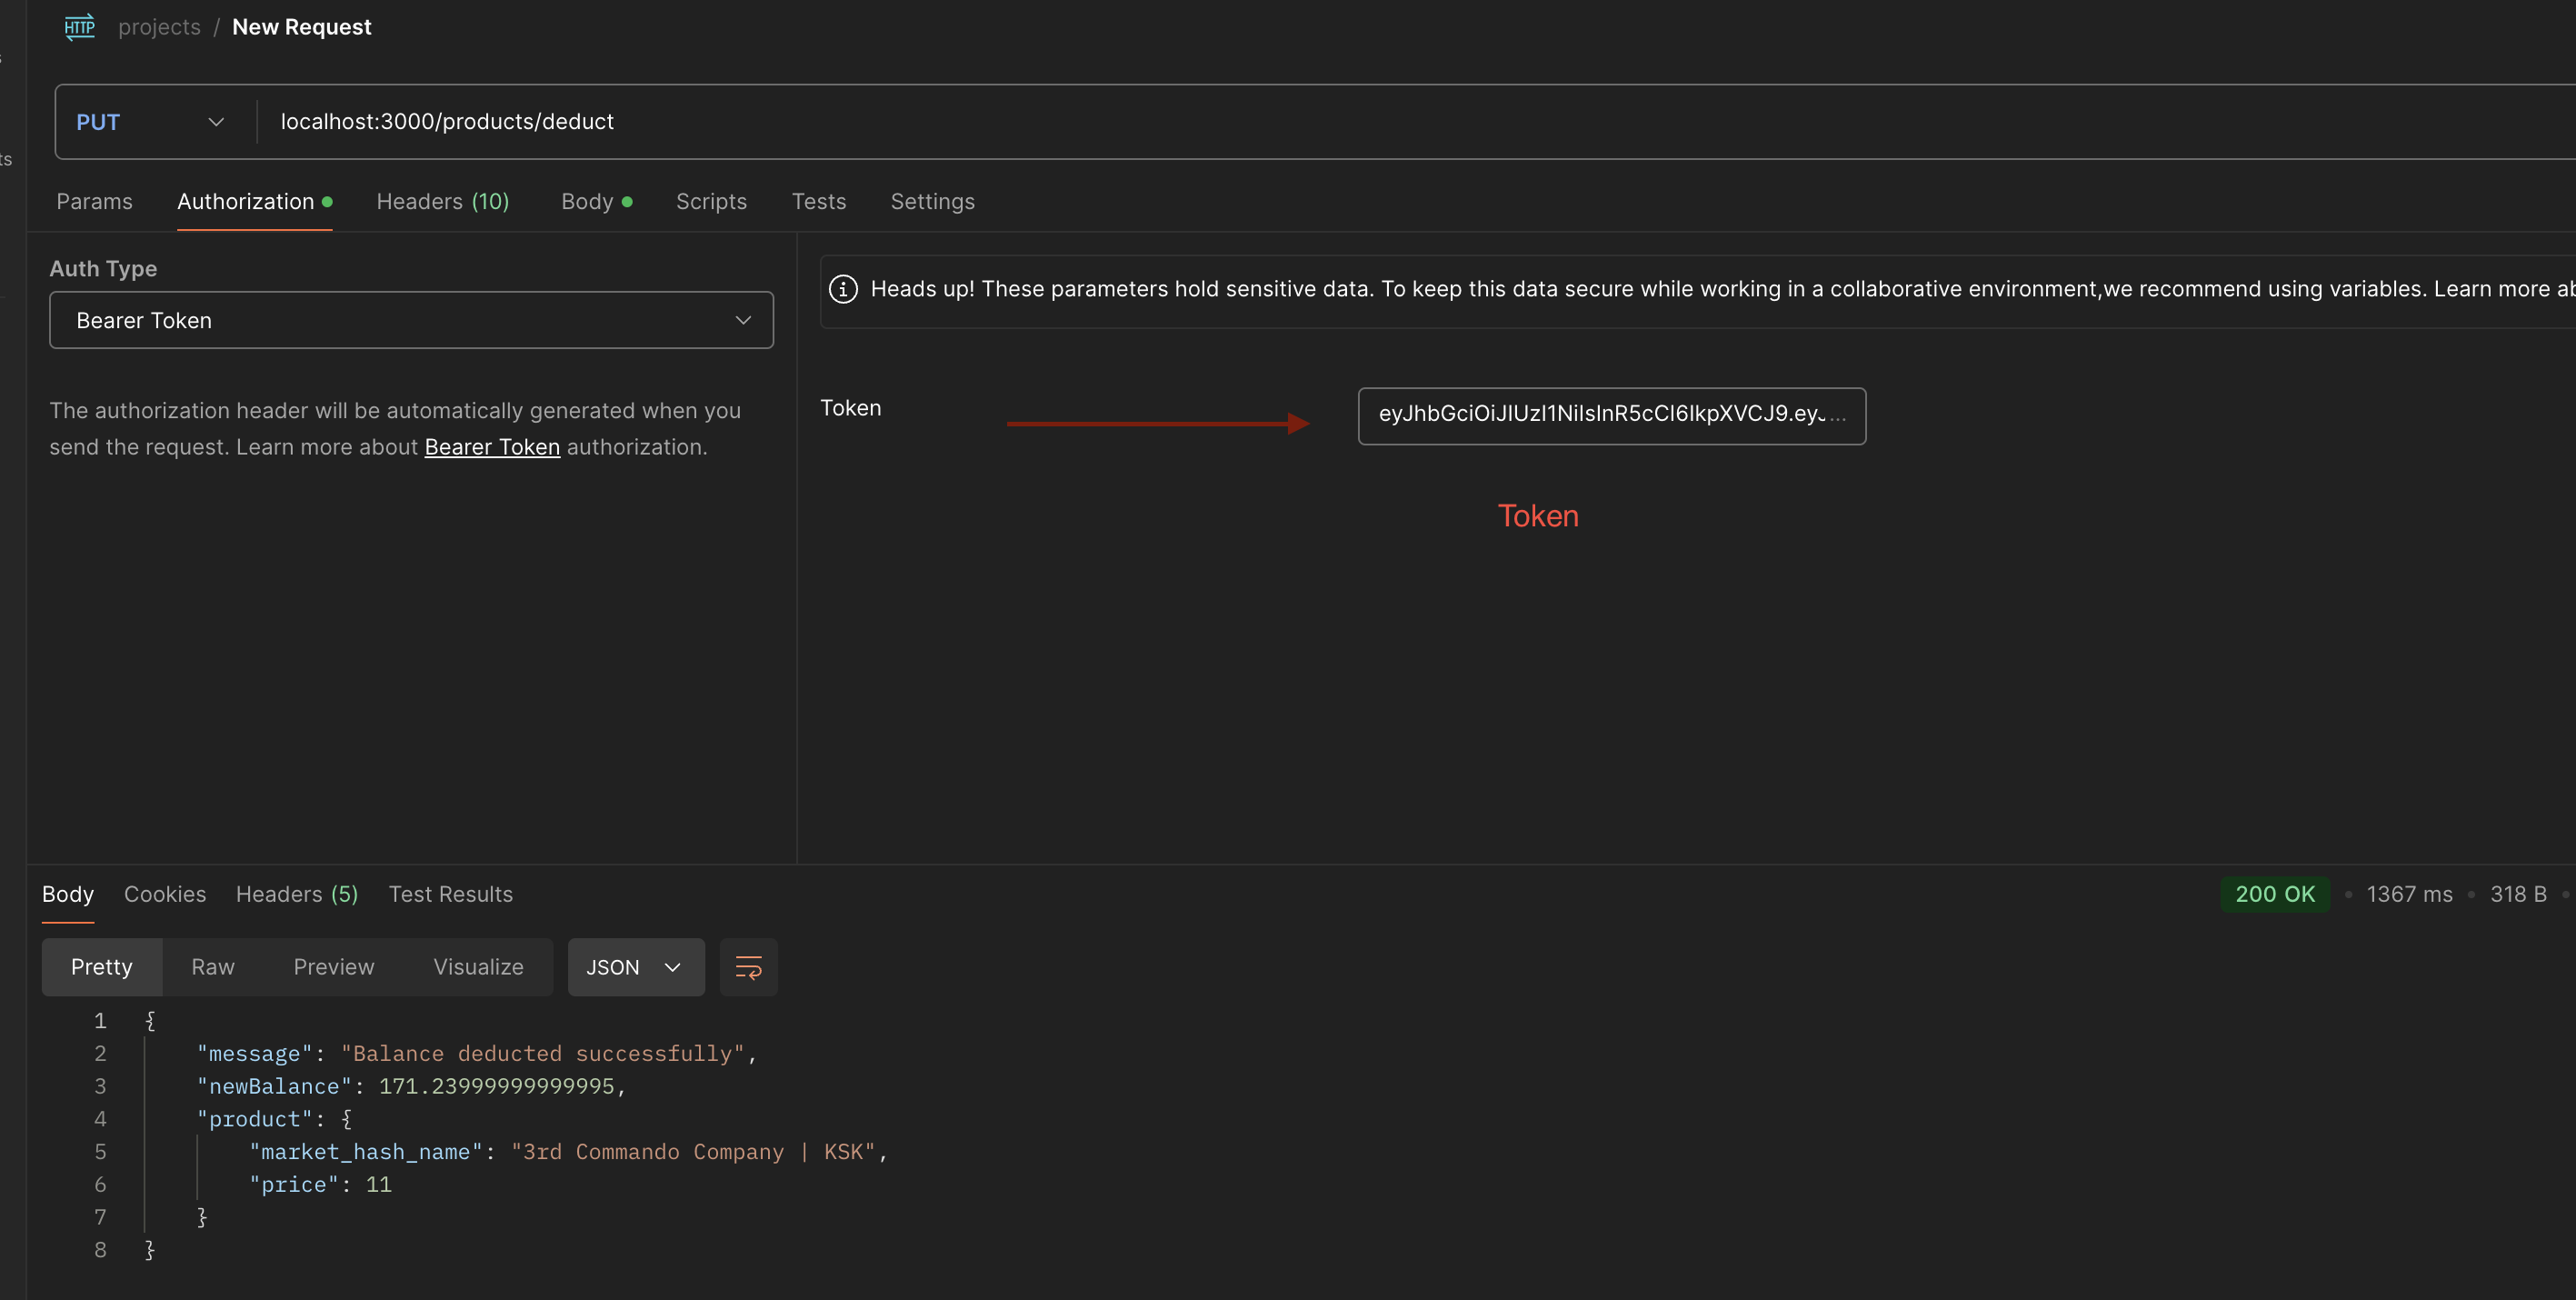 HTTP projects / New Request
PUT localhost:3000/products/deduct
Params Authorization Headers (10) Body Scripts Tests Settings
Auth Type
Bearer Token
The authorization header will be automatically generated when you
send the request. Learn more about Bearer Token authorization.
Heads up! These parameters hold sensitive data. To keep this data secure while working in a collaborative environment,we recommend using variables. Learn more ab
Token
eyJhbGciOiJIUzI1NiIsInR5cCI6IkpXVCJ9.eyJ...
Token
Body Cookies Headers (5) Test Results
200 OK • 1367 ms • 318 B •
Pretty Raw Preview Visualize JSON
1 {
2 "message": "Balance deducted successfully",
3 "newBalance": 171.23999999999995,
4 "product": {
5 "market_hash_name": "3rd Commando Company | KSK",
6 "price": 11
7 }
8 }